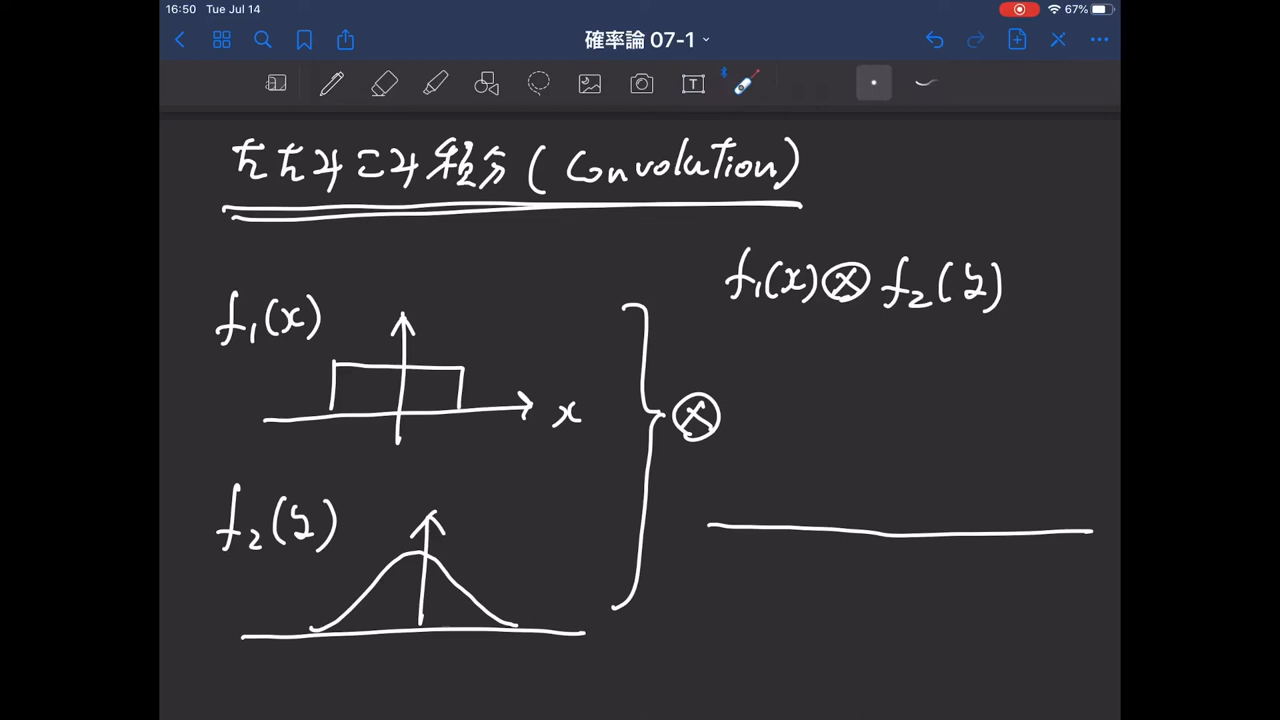 16:50 Tue Jul 14 67%
確率論 07-1
T
たたみこみ積分(Convolution)
f₁(x) ⊗ f₂(y)
f₁(x)
x
⊗
f₂(y)